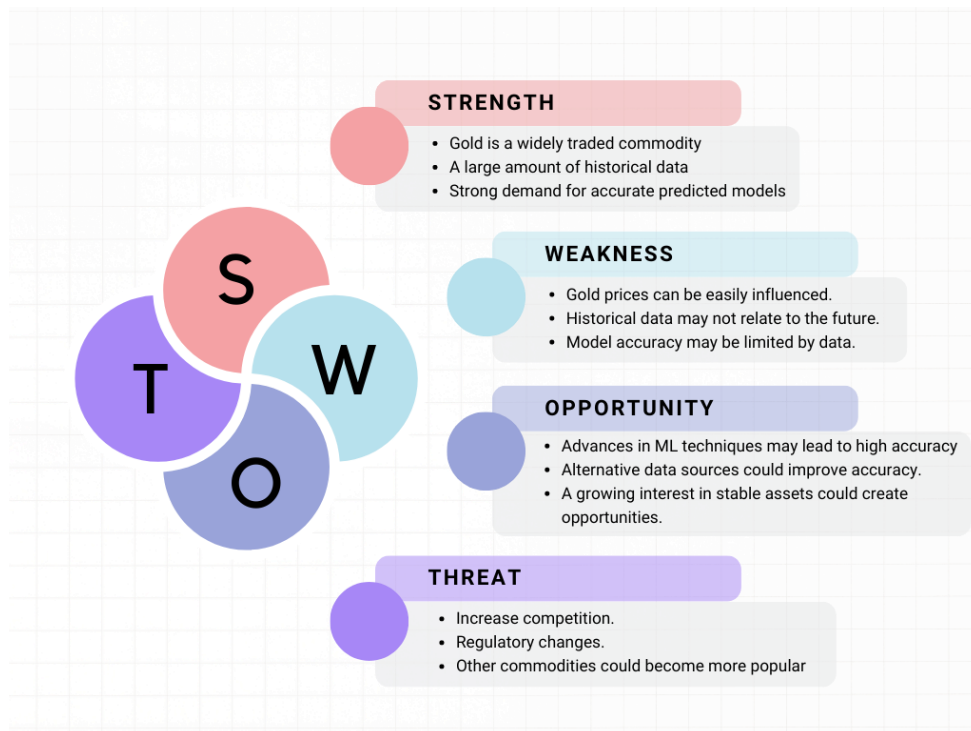 STRENGTH
• Gold is a widely traded commodity
• A large amount of historical data
• Strong demand for accurate predicted models
S
W
T
O
WEAKNESS
• Gold prices can be easily influenced.
• Historical data may not relate to the future.
• Model accuracy may be limited by data.
OPPORTUNITY
• Advances in ML techniques may lead to high accuracy
• Alternative data sources could improve accuracy.
• A growing interest in stable assets could create
opportunities.
THREAT
• Increase competition.
• Regulatory changes.
• Other commodities could become more popular